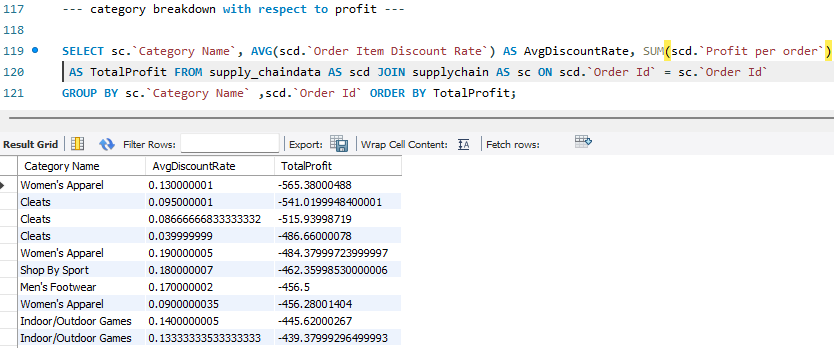 117 --- category breakdown with respect to profit ---
118
119 SELECT sc.`Category Name`, AVG(scd.`Order Item Discount Rate`) AS AvgDiscountRate, SUM(scd.`Profit per order`)
120 AS TotalProfit FROM supply_chaindata AS scd JOIN supplychain AS sc ON scd.`Order Id` = sc.`Order Id`
121 GROUP BY sc.`Category Name` ,scd.`Order Id` ORDER BY TotalProfit;
Result Grid Filter Rows: Export: Wrap Cell Content: Fetch rows:
Category Name AvgDiscountRate TotalProfit
Women's Apparel 0.130000001 -565.38000488
Cleats 0.095000001 -541.0199948400001
Cleats 0.08666666833333332 -515.93998719
Cleats 0.039999999 -486.66000078
Women's Apparel 0.190000005 -484.37999723999997
Shop By Sport 0.180000007 -462.35998530000006
Men's Footwear 0.170000002 -456.5
Women's Apparel 0.0900000035 -456.28001404
Indoor/Outdoor Games 0.1400000005 -445.62000267
Indoor/Outdoor Games 0.13333333533333333 -439.37999296499993